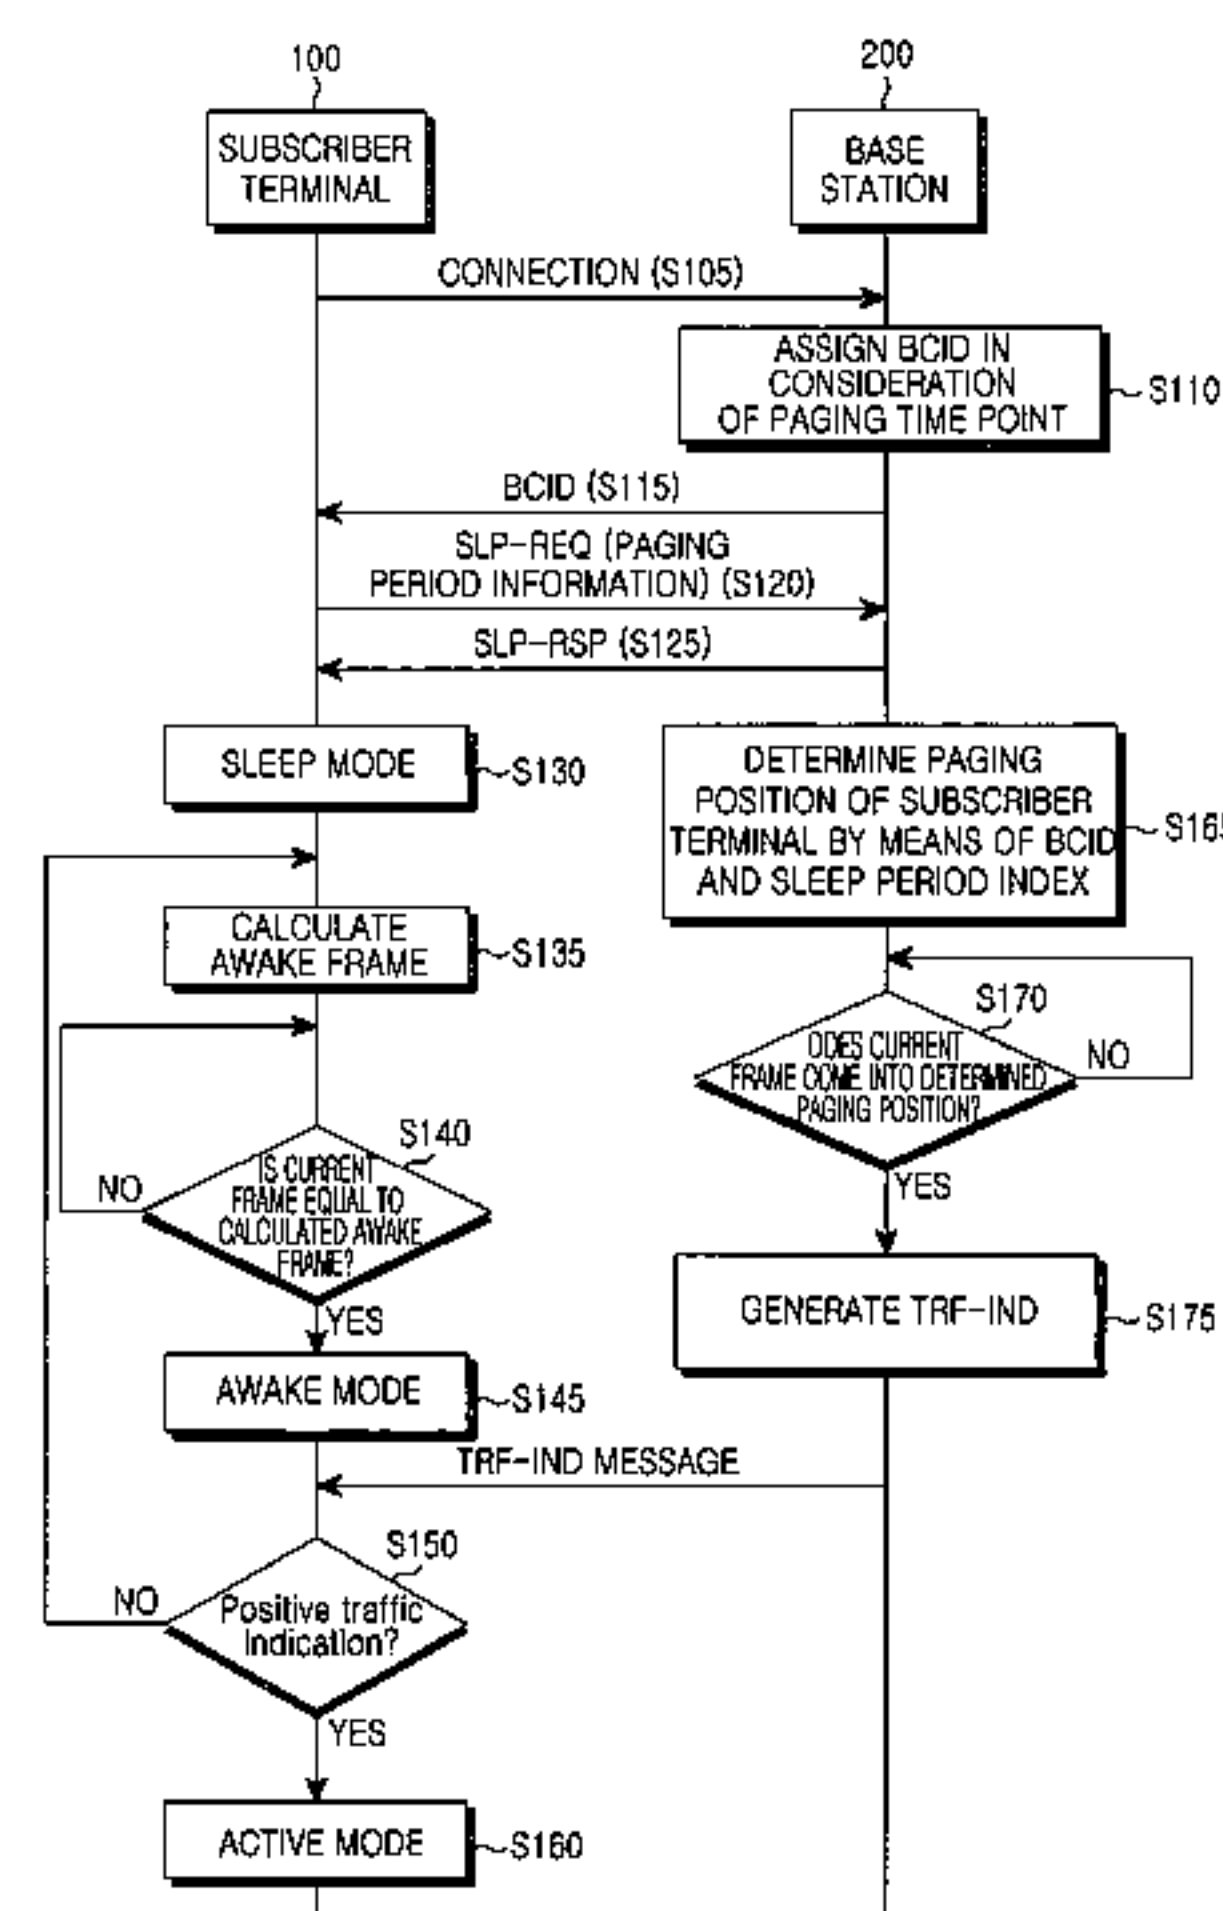 100
200
SUBSCRIBER
TERMINAL
BASE
STATION
CONNECTION (S105)
ASSIGN BCID IN
CONSIDERATION
OF PAGING TIME POINT
S110
BCID (S115)
SLP-REQ (PAGING
PERIOD INFORMATION) (S120)
SLP-RSP (S125)
SLEEP MODE
S130
DETERMINE PAGING
POSITION OF SUBSCRIBER
TERMINAL BY MEANS OF BCID
AND SLEEP PERIOD INDEX
S165
CALCULATE
AWAKE FRAME
S135
S170
DOES CURRENT
FRAME COME INTO DETERMINED
PAGING POSITION?
NO
YES
S140
IS CURRENT
FRAME EQUAL TO
CALCULATED AWAKE
FRAME?
NO
YES
GENERATE TRF-IND
S175
AWAKE MODE
S145
TRF-IND MESSAGE
S150
Positive traffic
Indication?
NO
YES
ACTIVE MODE
S160